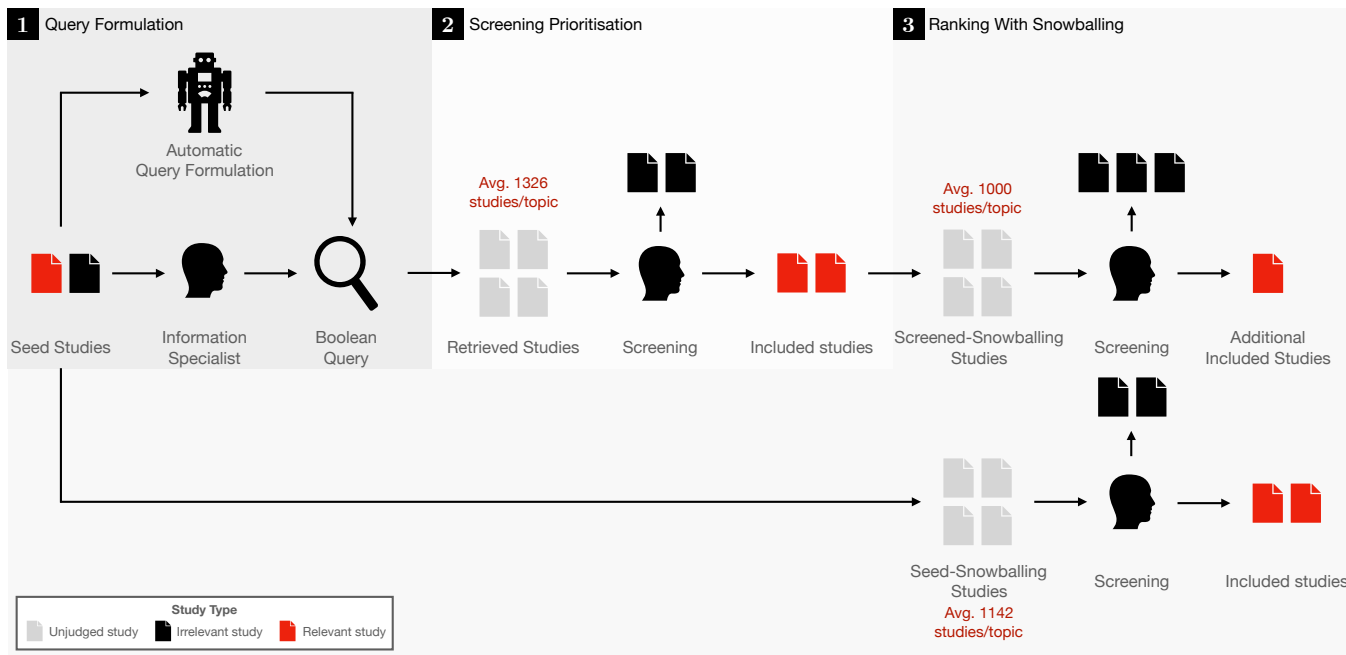 1 Query Formulation
2 Screening Prioritisation
3 Ranking With Snowballing
Automatic
Query Formulation
Avg. 1326
studies/topic
Avg. 1000
studies/topic
Seed Studies
Information
Specialist
Boolean
Query
Retrieved Studies
Screening
Included studies
Screened-Snowballing
Studies
Screening
Additional
Included Studies
Seed-Snowballing
Studies
Avg. 1142
studies/topic
Screening
Included studies
Study Type
Unjudged study
Irrelevant study
Relevant study